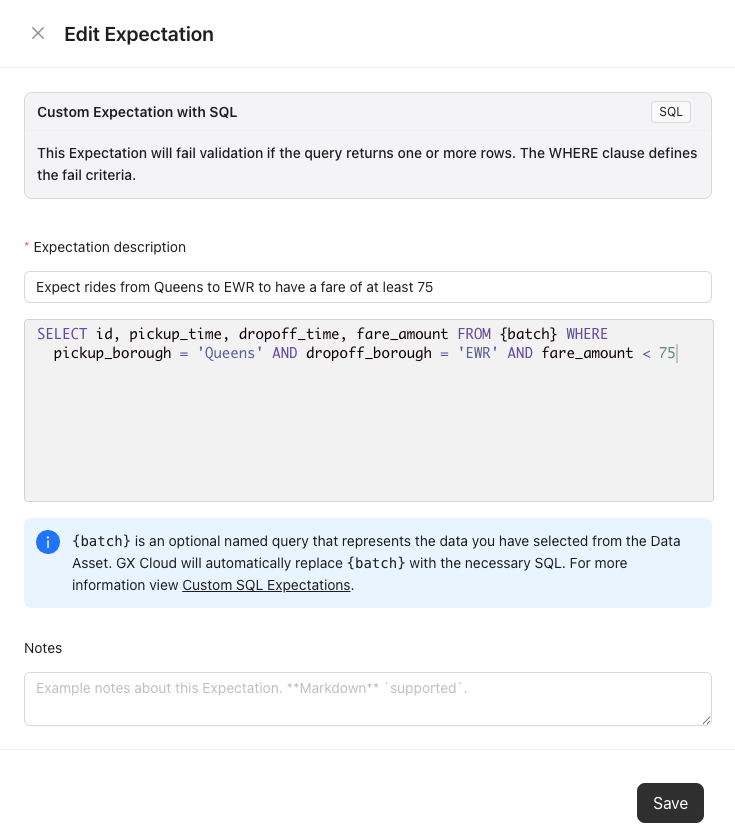 Edit Expectation
Custom Expectation with SQL
SQL
This Expectation will fail validation if the query returns one or more rows. The WHERE clause defines
the fail criteria.
* Expectation description
Expect rides from Queens to EWR to have a fare of at least 75
SELECT id, pickup_time, dropoff_time, fare_amount FROM {batch} WHERE
pickup_borough = 'Queens' AND dropoff_borough = 'EWR' AND fare_amount < 75
{batch} is an optional named query that represents the data you have selected from the Data
Asset. GX Cloud will automatically replace {batch} with the necessary SQL. For more
information view Custom SQL Expectations.
Notes
Example notes about this Expectation. **Markdown** `supported`.
Save